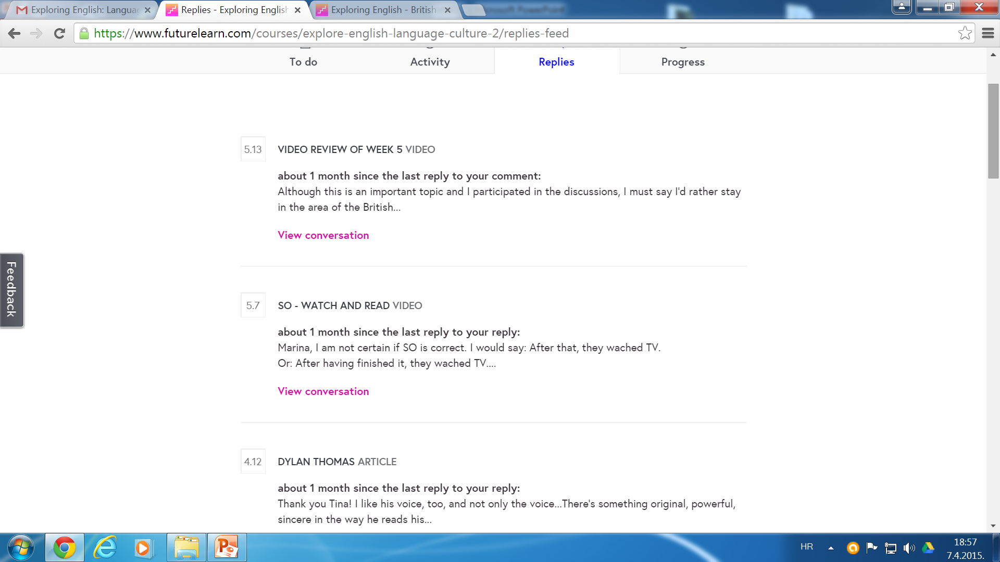 Exploring English: Langua
Replies - Exploring English
Exploring English - British
Microsoft PowerPoint
https://www.futurelearn.com/courses/explore-english-language-culture-2/replies-feed
To do
Activity
Replies
Progress
5.13
VIDEO REVIEW OF WEEK 5 VIDEO
about 1 month since the last reply to your comment:
Although this is an important topic and I participated in the discussions, I must say I'd rather stay
in the area of the British...
View conversation
Feedback
5.7
SO - WATCH AND READ VIDEO
about 1 month since the last reply to your reply:
Marina, I am not certain if SO is correct. I would say: After that, they wached TV.
Or: After having finished it, they wached TV....
View conversation
4.12
DYLAN THOMAS ARTICLE
about 1 month since the last reply to your reply:
Thank you Tina! I like his voice, too, and not only the voice...There's something original, powerful,
sincere in the way he reads his...
HR
18:57
7.4.2015.